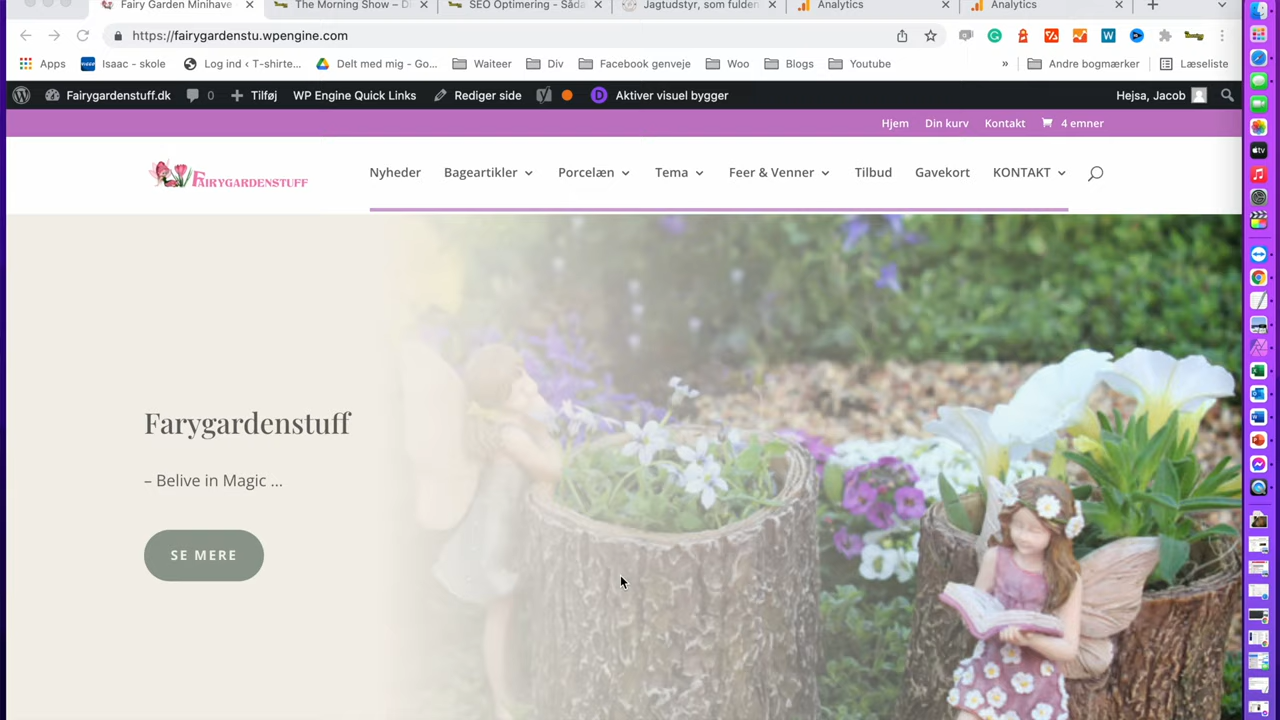 Fairy Garden Minihave
The Morning Show – Di
SEO Optimering - Såda
Jagtudstyr, som fulden
Analytics
Analytics
https://fairygardenstu.wpengine.com
Apps
Isaac - skole
Log ind ‹ T-shirte...
Delt med mig - Go...
Waiteer
Div
Facebook genveje
Woo
Blogs
Youtube
»
Andre bogmærker
Læseliste
Fairygardenstuff.dk
0
Tilføj
WP Engine Quick Links
Rediger side
Aktiver visuel bygger
Hejsa, Jacob
Hjem
Din kurv
Kontakt
4 emner
FAIRYGARDENSTUFF
Nyheder
Bageartikler
Porcelæn
Tema
Feer & Venner
Tilbud
Gavekort
KONTAKT
Farygardenstuff
– Belive in Magic ...
SE MERE